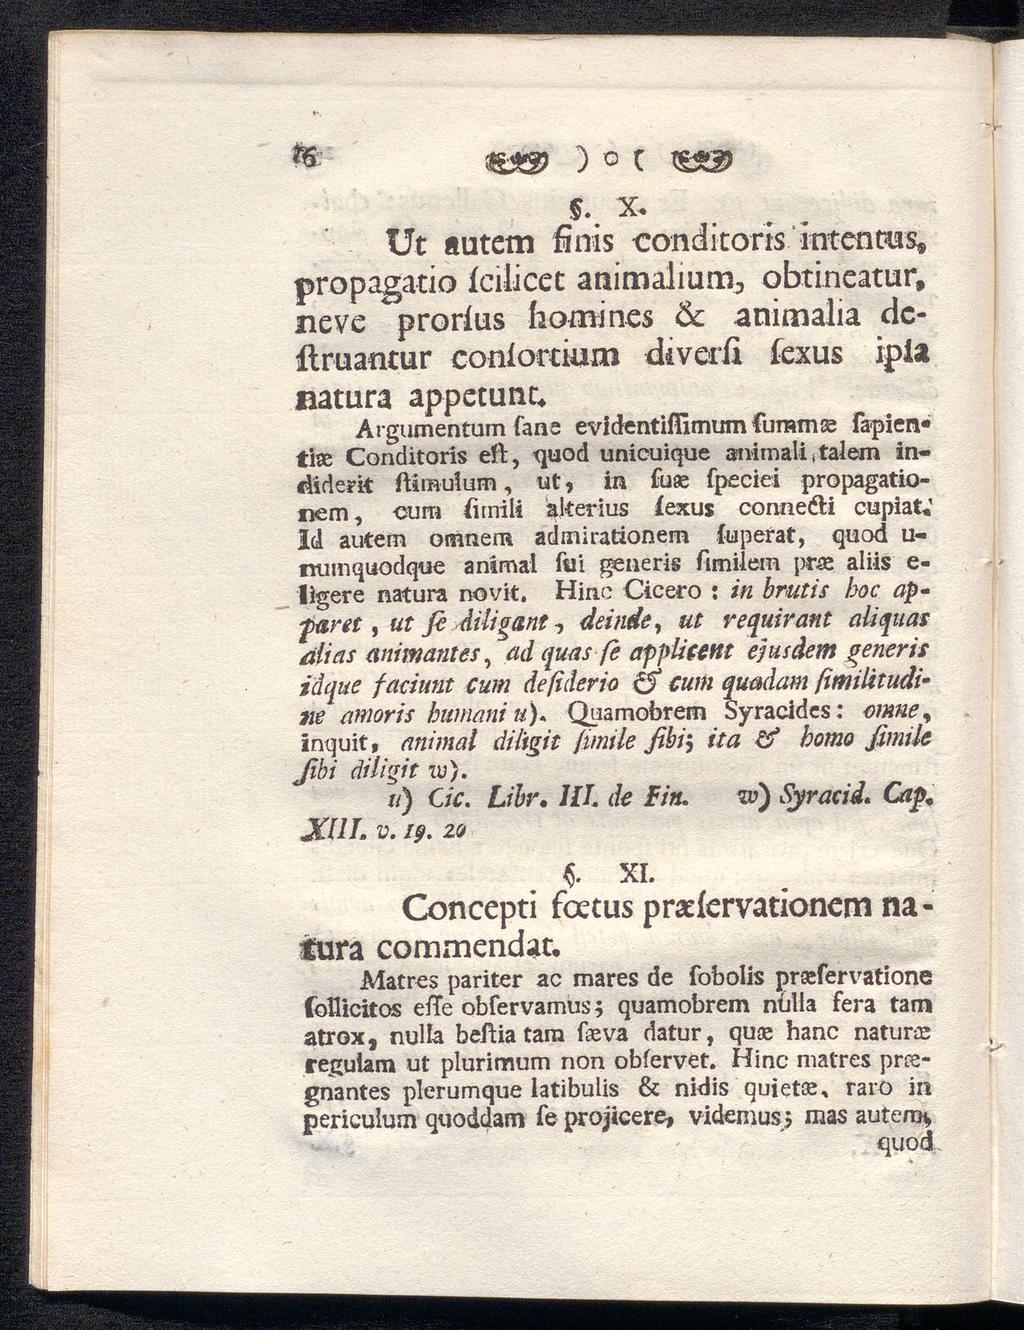 16 ) o (
§. X.
Ut autem finis conditoris intentus,
propagatio ſcilicet animalium, obtineatur,
neve prorſus homines & animalia de-
ſtruantur conſortium diverſi ſexus ipſa
natura appetunt.
Argumentum ſane evidentiſſimum ſummæ ſapien-
tiæ Conditoris eſt, quod unicuique animali, talem in-
diderit ſtimulum, ut, in ſuæ ſpeciei propagatio-
nem, cum ſimili alterius ſexus connecti cupiat.
Id autem omnem admirationem ſuperat, quod u-
numquodque animal ſui generis ſimilem præ aliis e-
ligere natura novit. Hinc Cicero : in brutis hoc ap-
paret, ut ſe diligant, deinde, ut requirant aliquas
alias animantes, ad quas ſe applicent ejusdem generis
idque faciunt cum deſiderio & cum quadam ſimilitudi-
ne amoris humani u). Quamobrem Syracides: omne,
inquit, animal diligit ſimile ſibi; ita & homo ſimile
ſibi diligit w).
u) Cic. Libr. III. de Fin. w) Syracid. Cap.
XIII. v. 19. 20
§. XI.
Concepti fœtus præſervationem na-
tura commendat.
Matres pariter ac mares de ſobolis præſervatione
ſollicitos eſſe obſervamus; quamobrem nulla fera tam
atrox, nulla beſtia tam ſæva datur, quæ hanc naturæ
regulam ut plurimum non obſervet. Hinc matres præ-
gnantes plerumque latibulis & nidis quietæ, raro in
periculum quoddam ſe projicere, videmus; mas autem,
quod